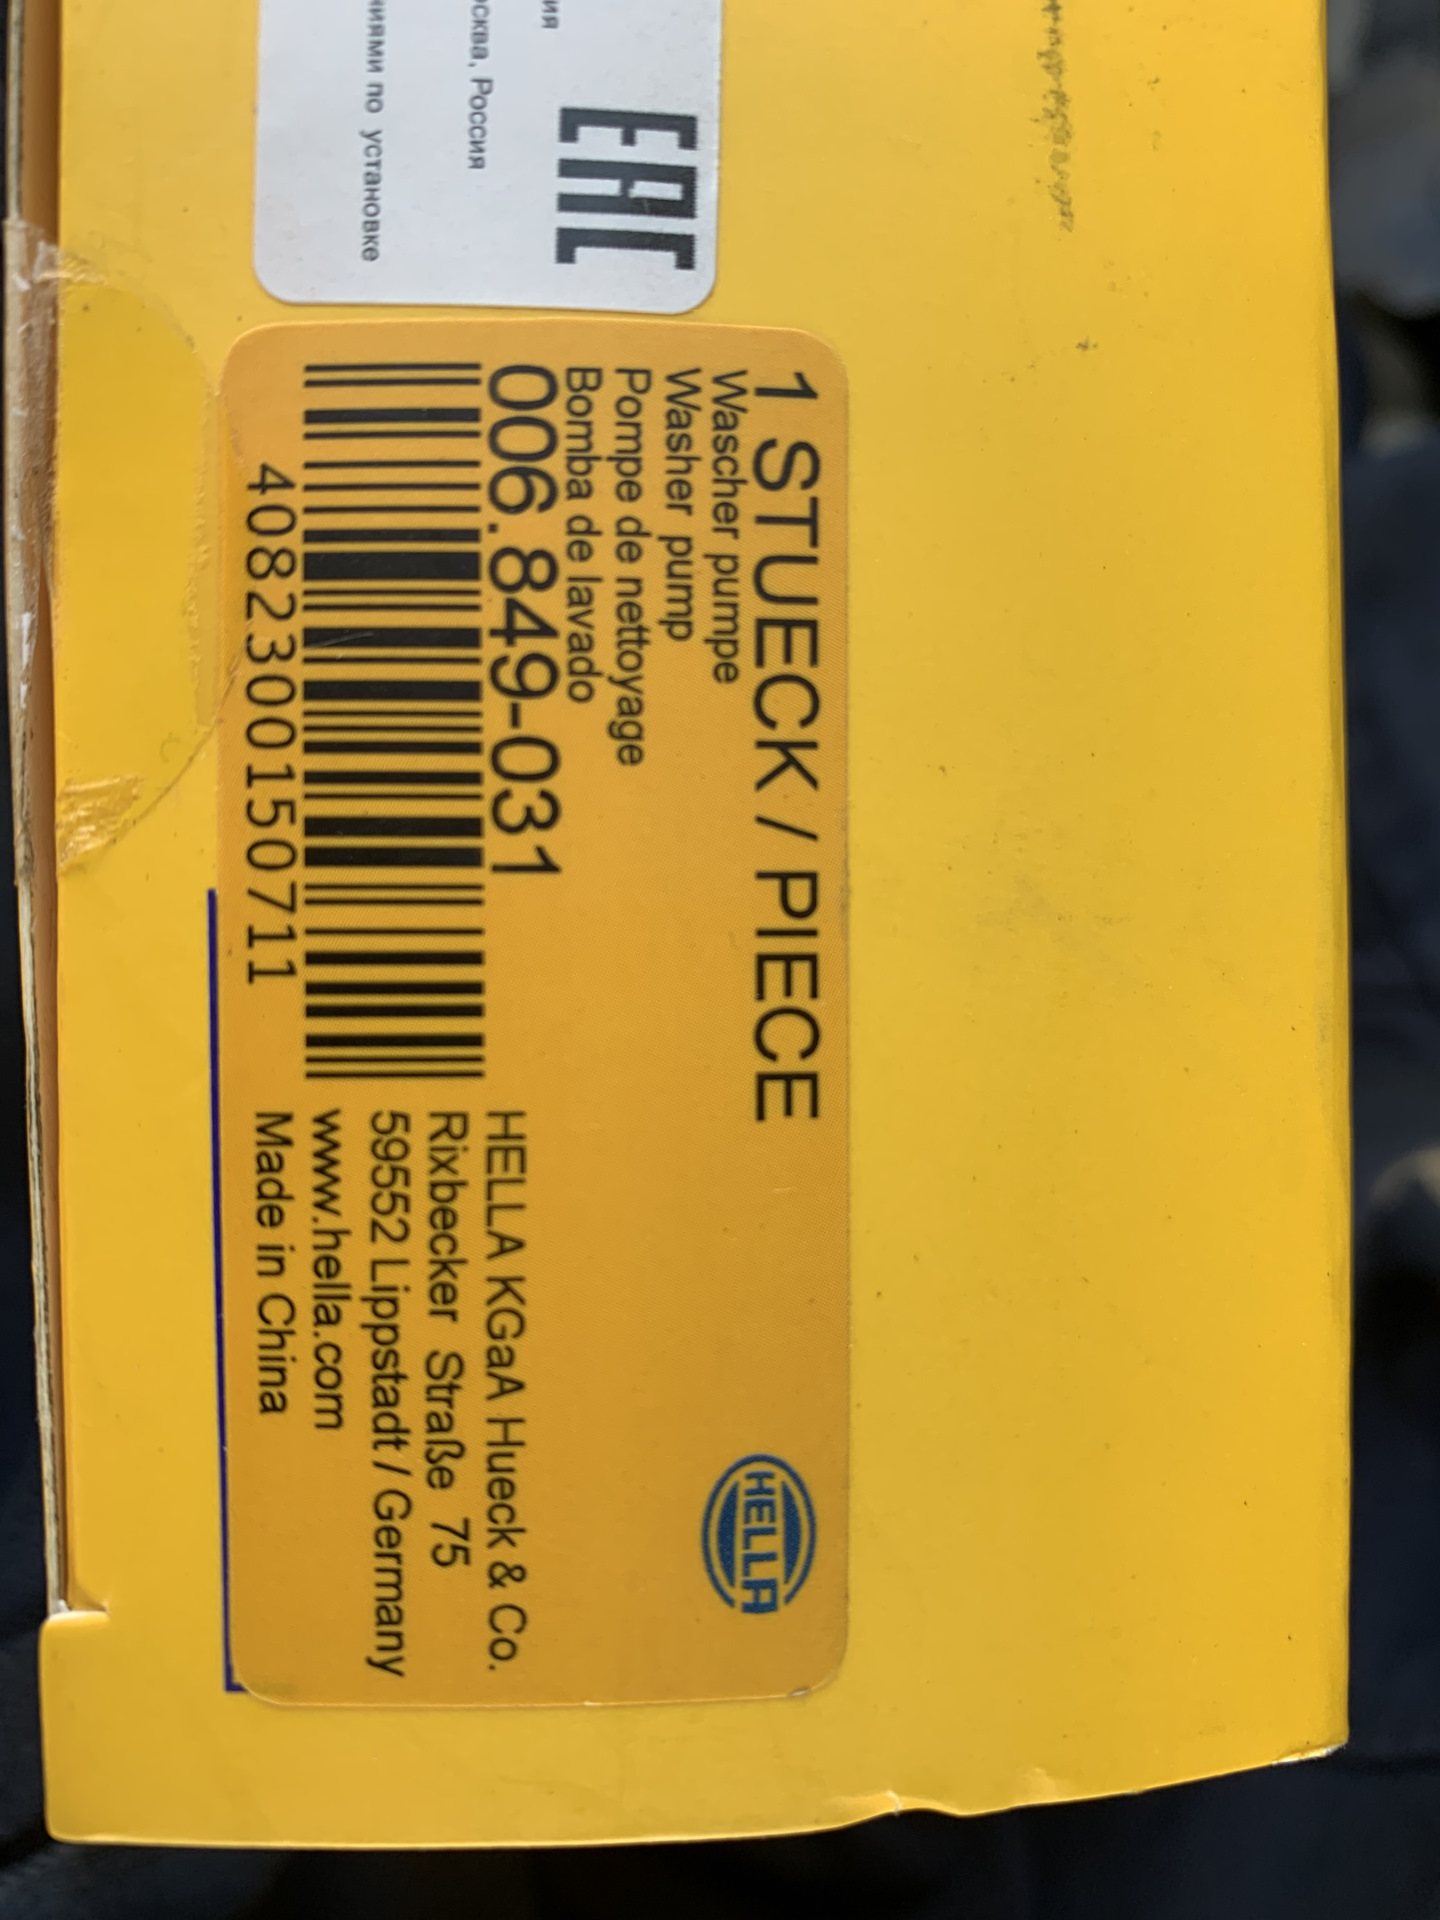 ия
Россия
по установке
EAC
1 STUECK / PIECE
Wascher pumpe
Washer pump
Pompe de nettoyage
Bomba de lavado
006.849-031
4082300150711
HELLA
HELLA KGaA Hueck & Co.
Rixbecker Straße 75
59552 Lippstadt / Germany
www.hella.com
Made in China